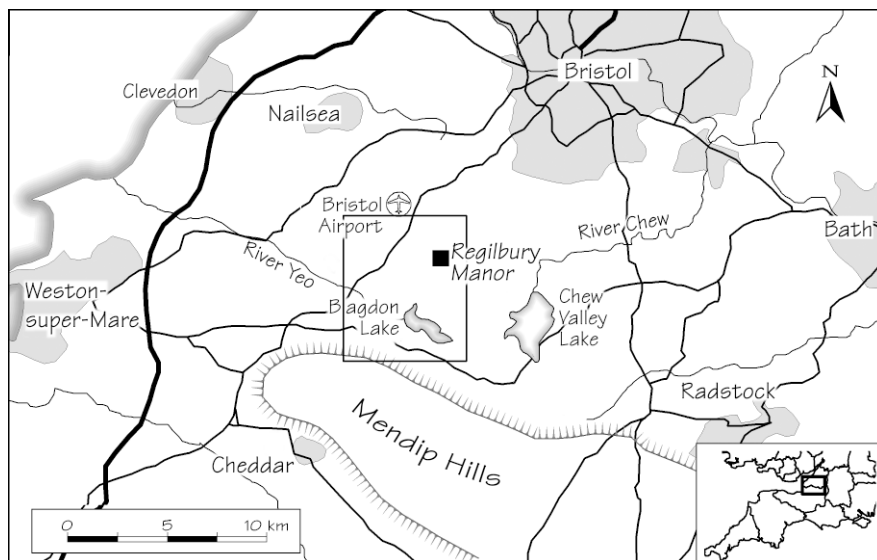 Bristol
N
Clevedon
Nailsea
Bristol
Airport
River Chew
Bath
River Yeo
Regilbury
Manor
Weston-
super-Mare
Blagdon
Lake
Chew
Valley
Lake
Radstock
Mendip Hills
Cheddar
0 5 10 km